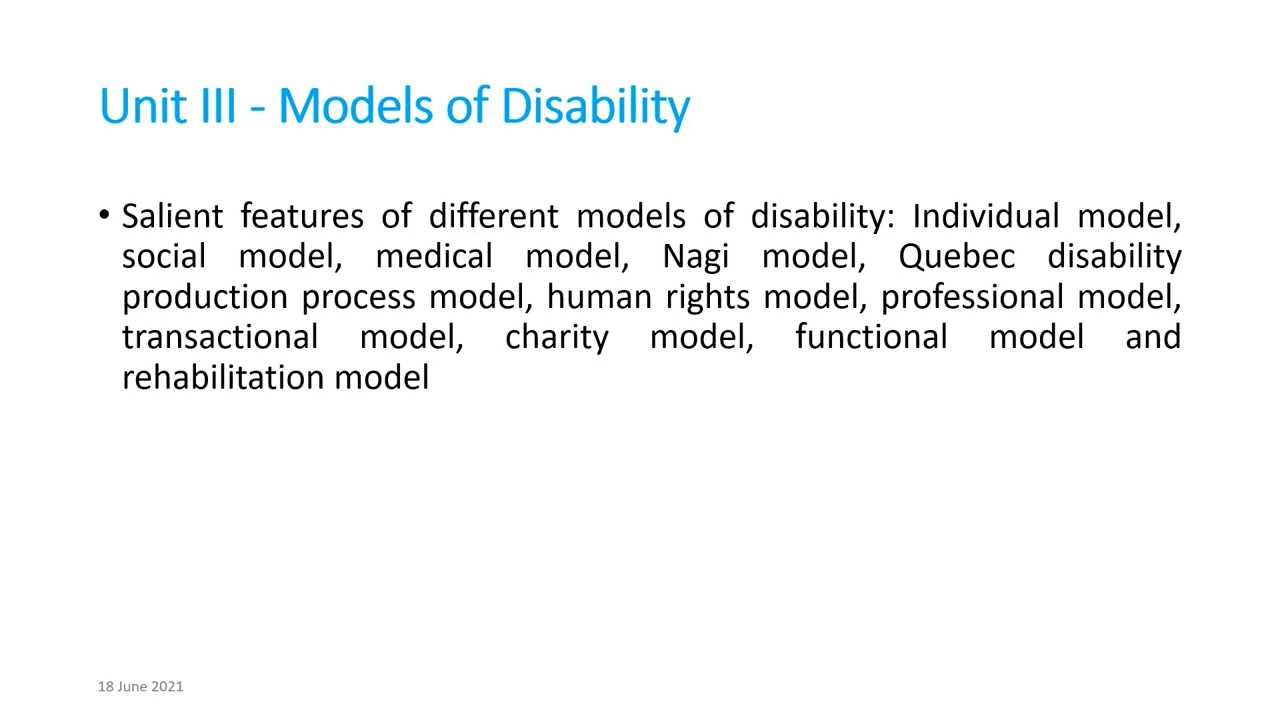 Unit III - Models of Disability
• Salient features of different models of disability: Individual model,
social model, medical model, Nagi model, Quebec disability
production process model, human rights model, professional model,
transactional model, charity model, functional model and
rehabilitation model
18 June 2021